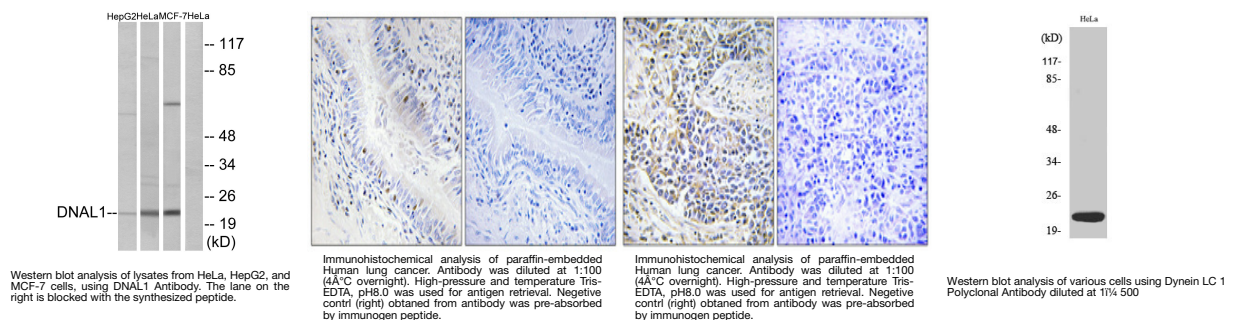 HepG2HeLaMCF-7HeLa
-- 117
-- 85
-- 48
-- 34
-- 26
DNAL1--
-- 19
(kD)
Western blot analysis of lysates from HeLa, HepG2, and
MCF-7 cells, using DNAL1 Antibody. The lane on the
right is blocked with the synthesized peptide.
Immunohistochemical analysis of paraffin-embedded
Human lung cancer. Antibody was diluted at 1:100
(4Â°C overnight). High-pressure and temperature Tris-
EDTA, pH8.0 was used for antigen retrieval. Negetive
contrl (right) obtaned from antibody was pre-absorbed
by immunogen peptide.
Immunohistochemical analysis of paraffin-embedded
Human lung cancer. Antibody was diluted at 1:100
(4Â°C overnight). High-pressure and temperature Tris-
EDTA, pH8.0 was used for antigen retrieval. Negetive
contrl (right) obtaned from antibody was pre-absorbed
by immunogen peptide.
HeLa
(kD)
117-
85-
48-
34-
26-
19-
Western blot analysis of various cells using Dynein LC 1
Polyclonal Antibody diluted at 1ï¼ 500